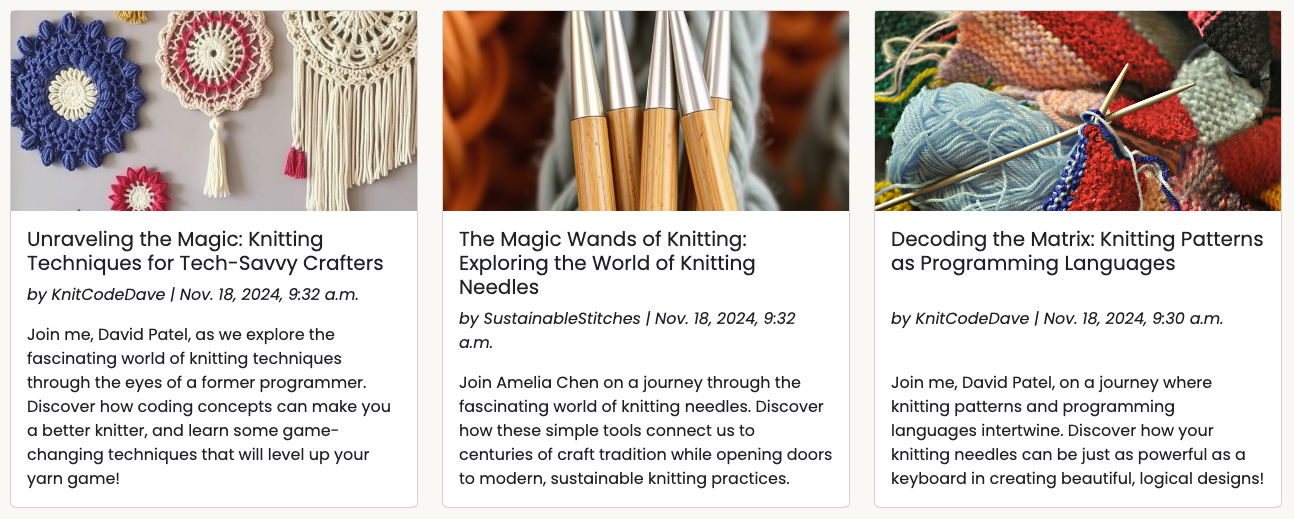 Unraveling the Magic: Knitting
Techniques for Tech-Savvy Crafters
by KnitCodeDave | Nov. 18, 2024, 9:32 a.m.
Join me, David Patel, as we explore the
fascinating world of knitting techniques
through the eyes of a former programmer.
Discover how coding concepts can make you
a better knitter, and learn some game-
changing techniques that will level up your
yarn game!
The Magic Wands of Knitting:
Exploring the World of Knitting
Needles
by SustainableStitches | Nov. 18, 2024, 9:32
a.m.
Join Amelia Chen on a journey through the
fascinating world of knitting needles. Discover
how these simple tools connect us to
centuries of craft tradition while opening doors
to modern, sustainable knitting practices.
Decoding the Matrix: Knitting Patterns
as Programming Languages
by KnitCodeDave | Nov. 18, 2024, 9:30 a.m.
Join me, David Patel, on a journey where
knitting patterns and programming
languages intertwine. Discover how your
knitting needles can be just as powerful as a
keyboard in creating beautiful, logical designs!